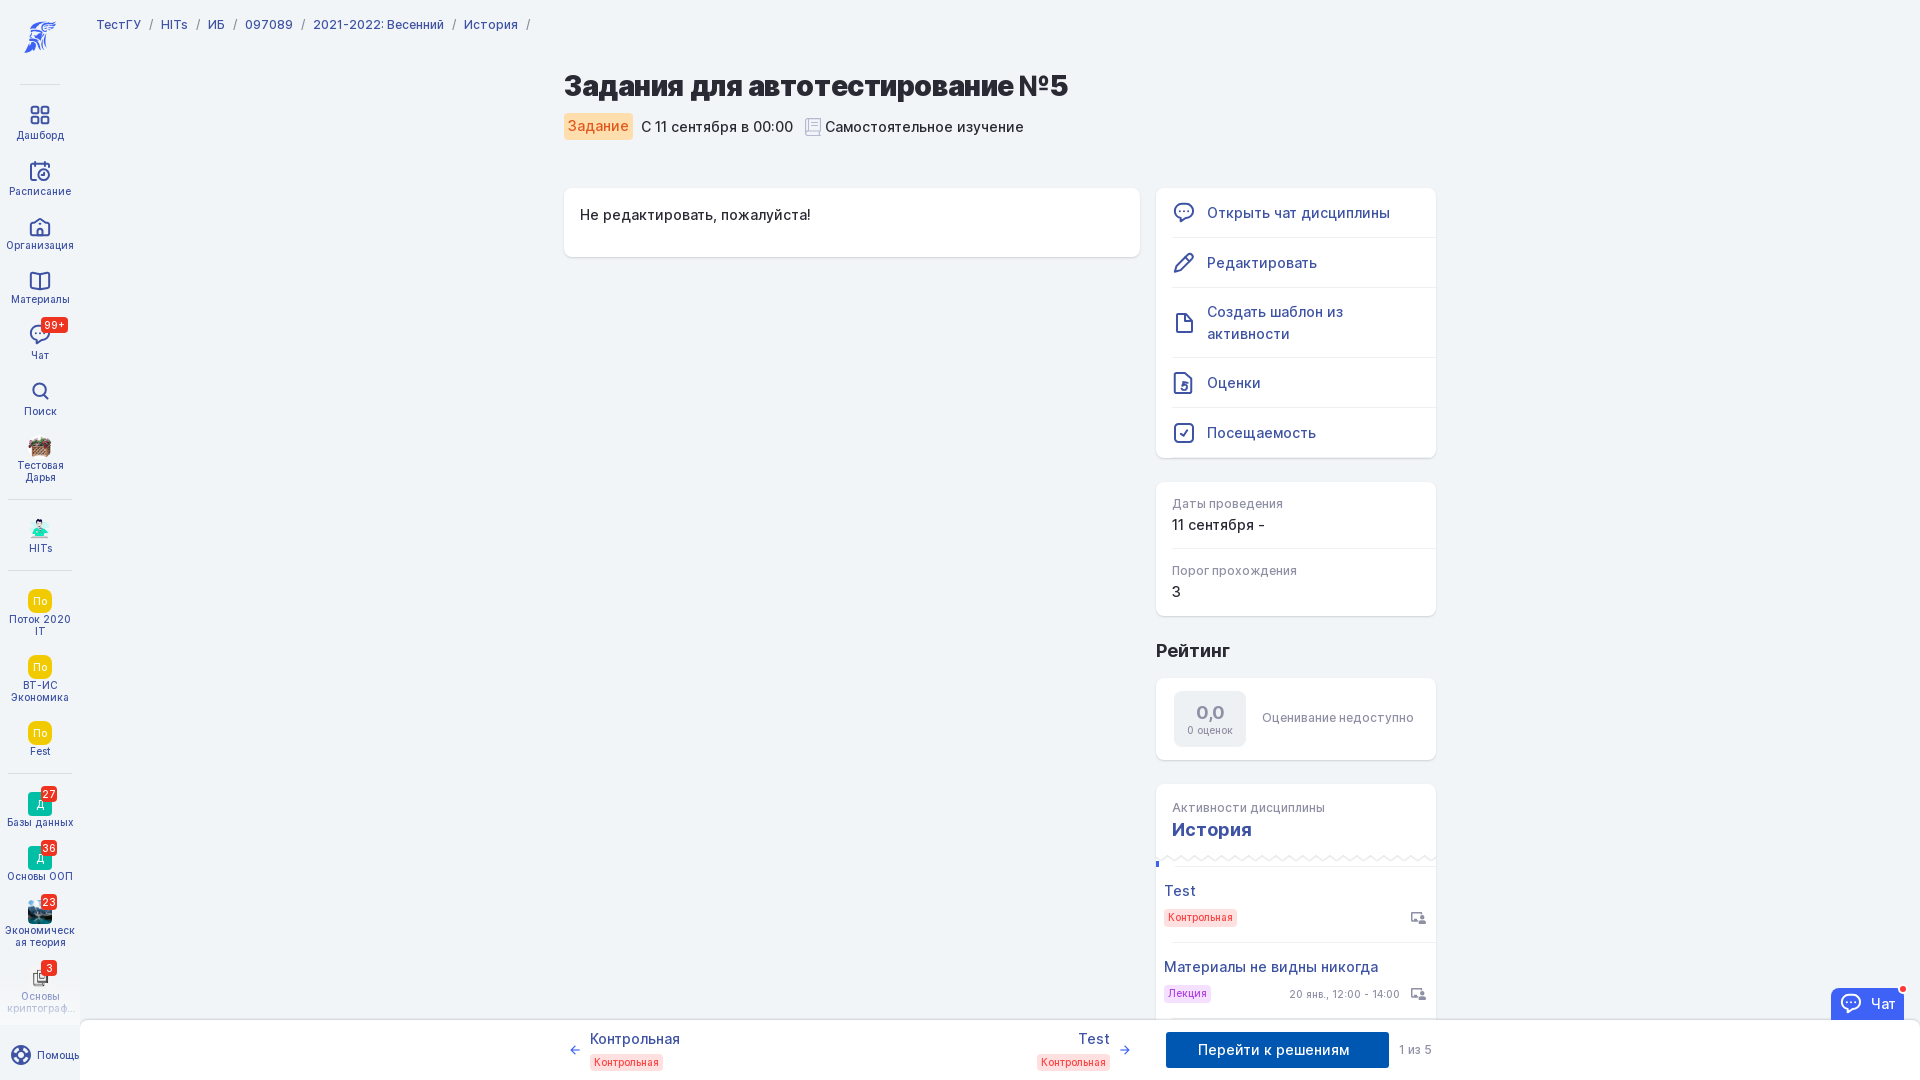 ТестГУ / HITs / ИБ / 097089 / 2021-2022: Весенний / История /
Дашборд
Расписание
Организация
Материалы
99+
Чат
Поиск
Тестовая
Дарья
HITs
По
Поток 2020
IT
По
ВТ-ИС
Экономика
По
Fest
27
Д
Базы данных
36
Д
Основы ООП
23
Экономическ
ая теория
3
Основы
криптограф...
Помощь
Задания для автотестирование №5
Задание С 11 сентября в 00:00 Самостоятельное изучение
Не редактировать, пожалуйста!
Открыть чат дисциплины
Редактировать
Создать шаблон из
активности
5
Оценки
Посещаемость
Даты проведения
11 сентября -
Порог прохождения
3
Рейтинг
0,0
0 оценок
Оценивание недоступно
Активности дисциплины
История
Test
Контрольная
Материалы не видны никогда
Лекция 20 янв., 12:00 - 14:00
Чат
Контрольная
Контрольная
Test
Контрольная
Перейти к решениям
1 из 5